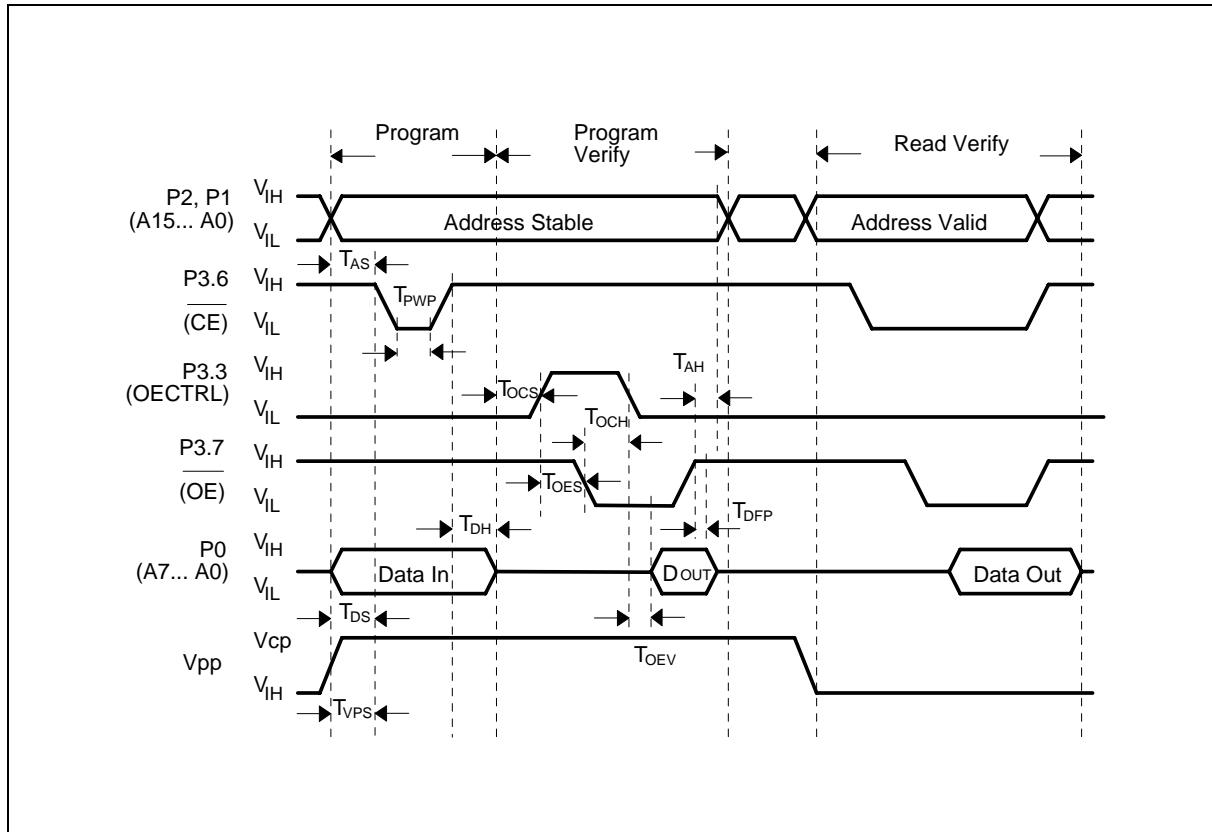 Program
Program
Verify
Read Verify
P2, P1
(A15... A0)
VIH
VIL
Address Stable
Address Valid
TAS
P3.6
(CE)
VIH
VIL
TPWP
P3.3
(OECTRL)
VIH
VIL
TOCS
TAH
TOCH
P3.7
(OE)
VIH
VIL
TOES
TDFP
TDH
P0
(A7... A0)
VIH
VIL
Data In
DOUT
Data Out
TDS
TOEV
Vpp
Vcp
VIH
TVPS